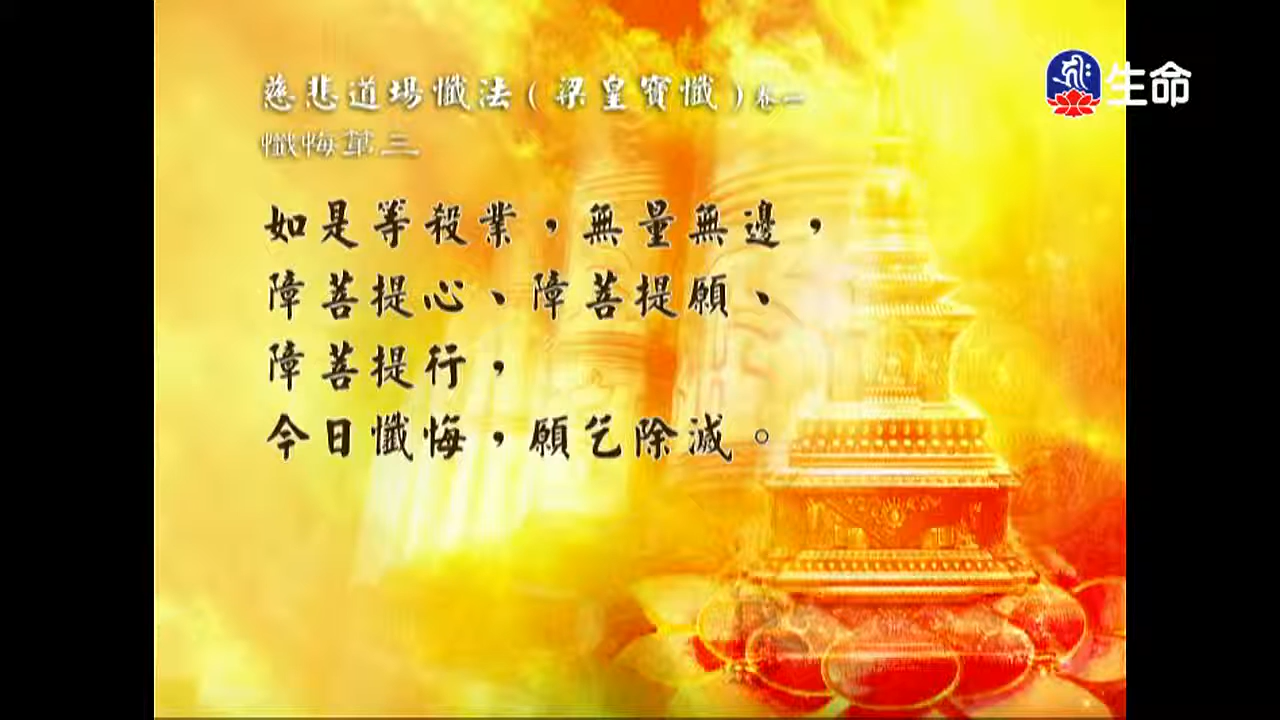 慈悲道場懺法(梁皇寶懺)卷一
懺悔第三
生命
如是等殺業，無量無邊，
障菩提心、障菩提願、
障菩提行，
今日懺悔，願乞除滅。